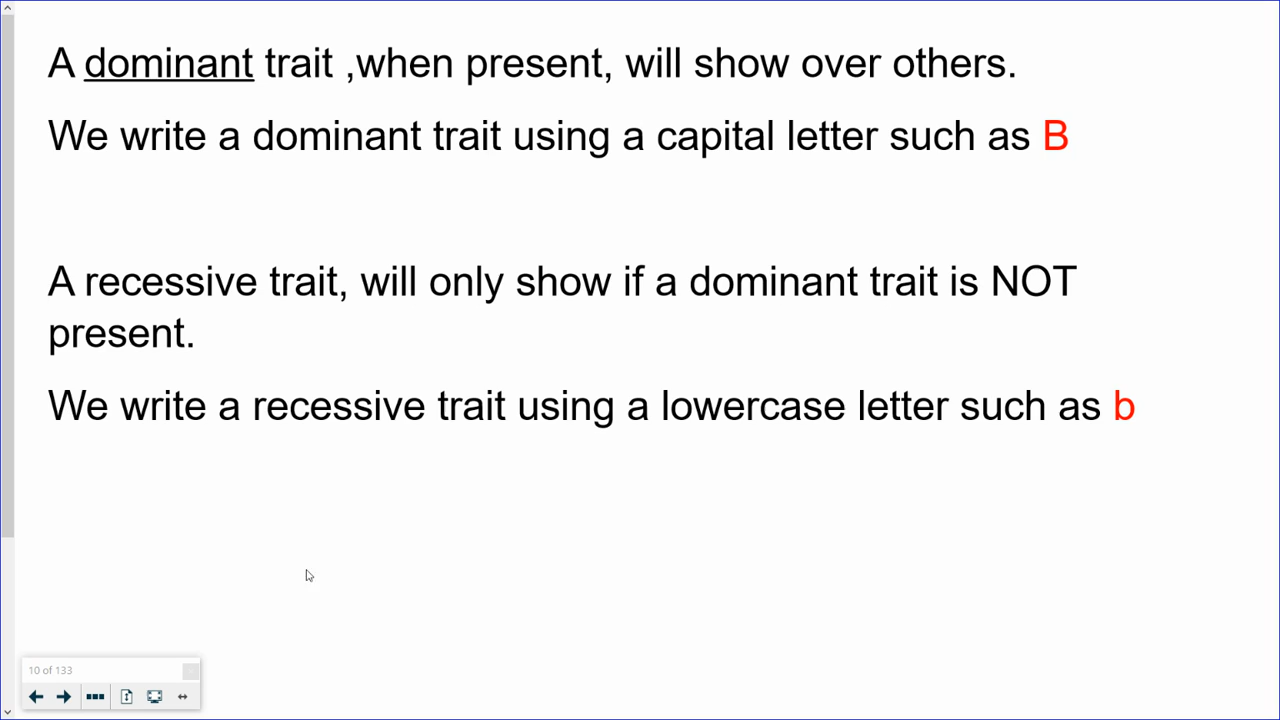 A dominant trait ,when present, will show over others.
We write a dominant trait using a capital letter such as B
A recessive trait, will only show if a dominant trait is NOT
present.
We write a recessive trait using a lowercase letter such as b
10 of 133